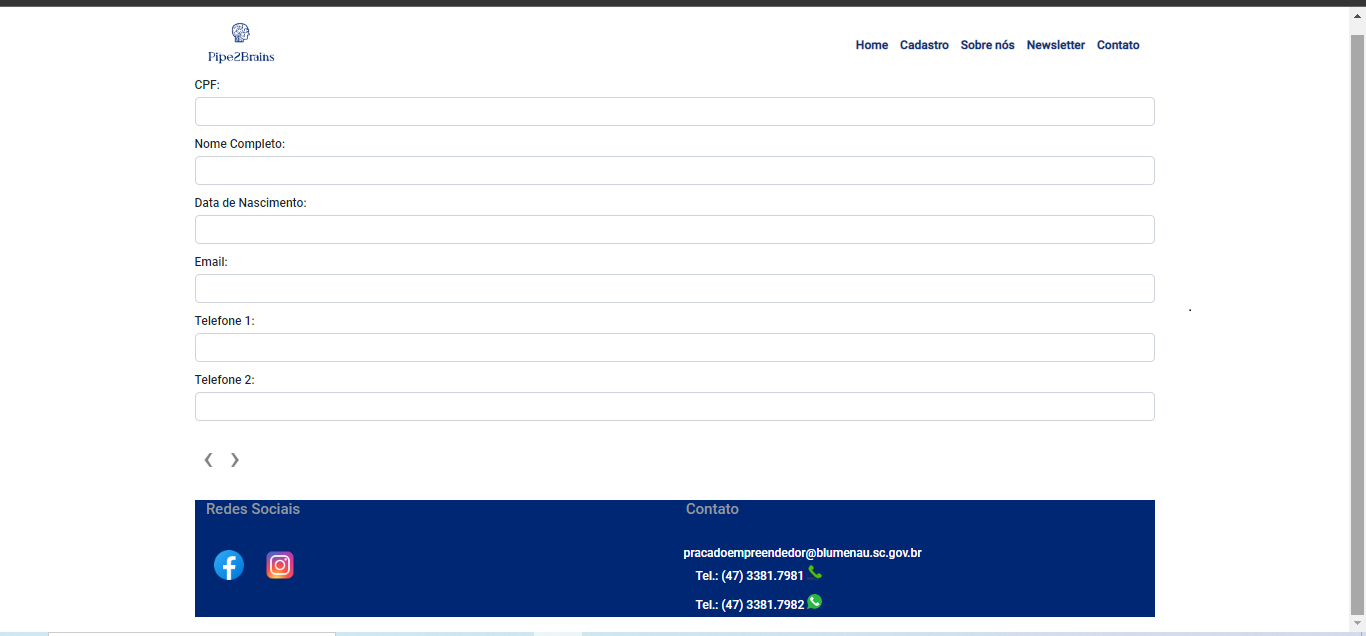 Pipe2Brains
Home Cadastro Sobre nós Newsletter Contato
CPF:
Nome Completo:
Data de Nascimento:
Email:
Telefone 1:
Telefone 2:
❮ ❯
Redes Sociais
Contato
pracadoempreendedor@blumenau.sc.gov.br
Tel.: (47) 3381.7981
Tel.: (47) 3381.7982